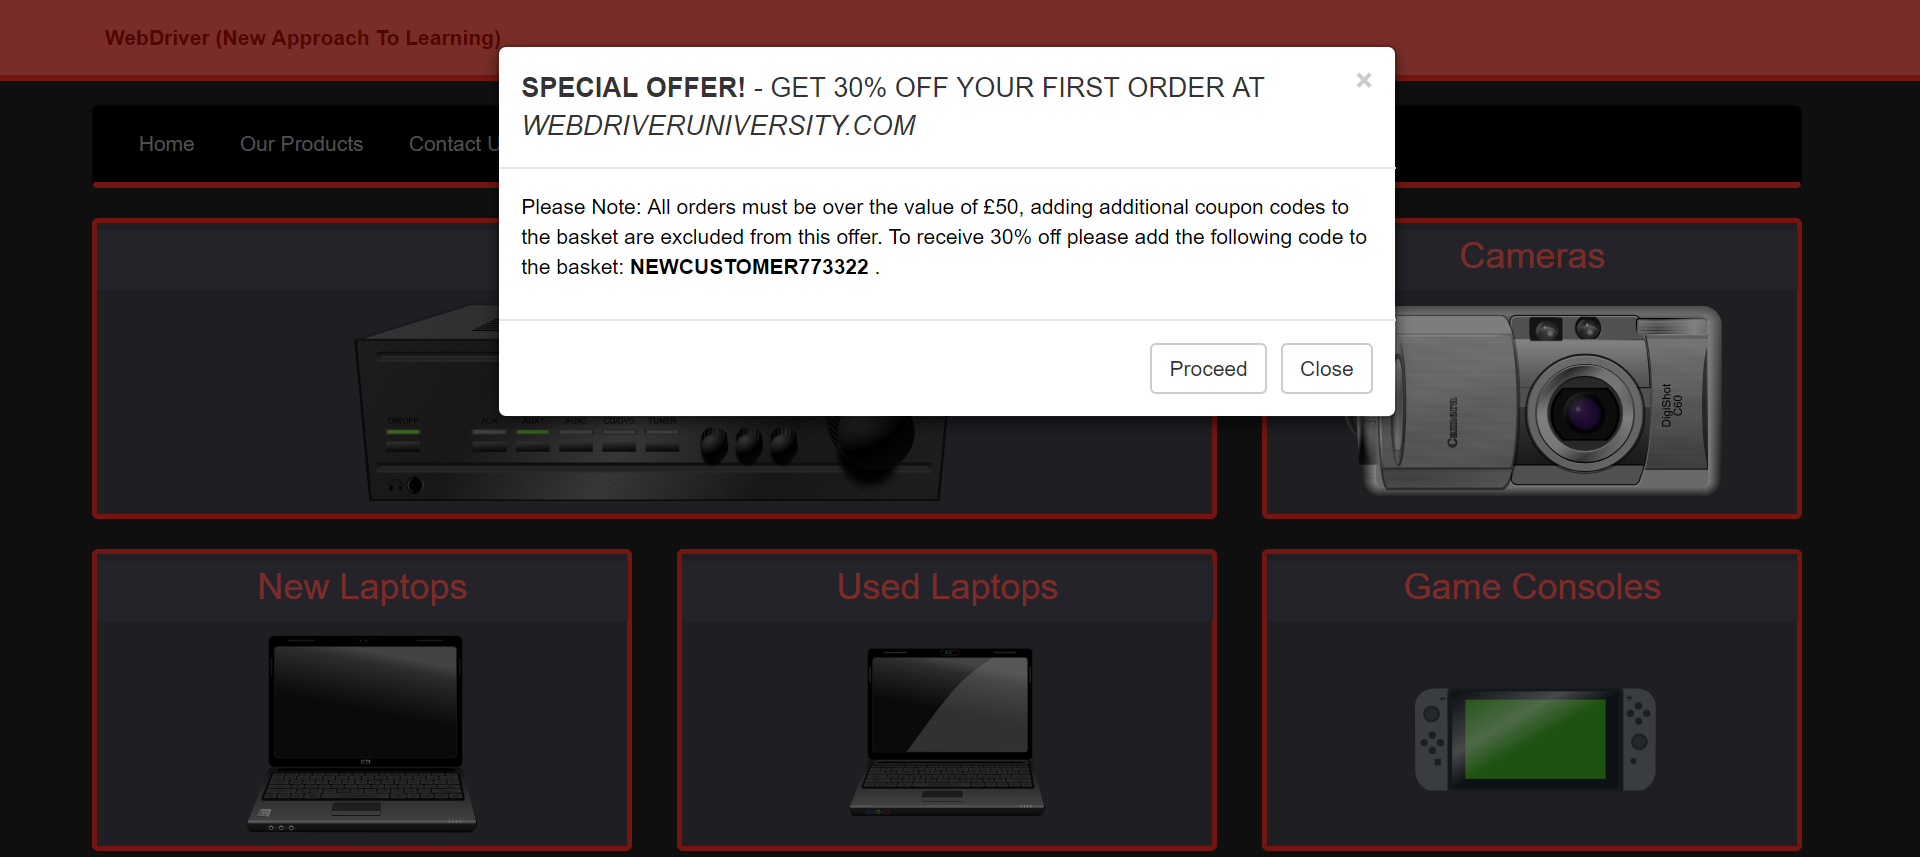 WebDriver (New Approach To Learning)
SPECIAL OFFER! - GET 30% OFF YOUR FIRST ORDER AT
WEBDRIVERUNIVERSITY.COM
×
Home
Our Products
Contact U
Please Note: All orders must be over the value of £50, adding additional coupon codes to
the basket are excluded from this offer. To receive 30% off please add the following code to
the basket: NEWCUSTOMER773322 .
Proceed
Close
Cameras
ON/OFF
AUX
AUX1
AUX2
CD/DVD
TUNER
Camera
DigiShot
C60
New Laptops
Used Laptops
Game Consoles